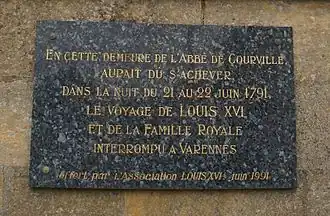 EN CETTE DEMEURE DE L'ABBÉ DE COURVILLE
AURAIT DU S'ACHEVER
DANS LA NUIT DU 21 AU 22 JUIN 1791,
LE VOYAGE DE LOUIS XVI
ET DE LA FAMILLE ROYALE
INTERROMPU A VARENNES
offert par L'Association LOUIS XVI juin 1991